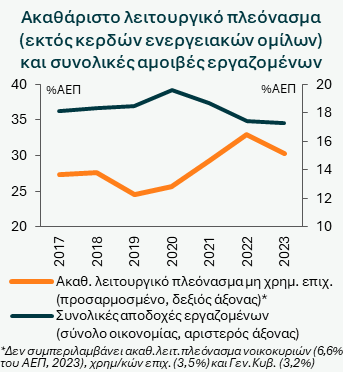 Ακαθάριστο λειτουργικό πλεόνασμα
(εκτός κερδών ενεργειακών ομίλων)
και συνολικές αμοιβές εργαζομένων
%ΑΕΠ %ΑΕΠ
40 20
35 18
30 16
14
25 12
20 10
2017 2018 2019 2020 2021 2022 2023
Ακαθ. λειτουργικό πλεόνασμα μη χρημ. επιχ.
(προσαρμοσμένο, δεξιός άξονας)*
Συνολικές αποδοχές εργαζομένων
(σύνολο οικονομίας, αριστερός άξονας)
*Δεν συμπεριλαμβάνει ακαθ.λειτ.πλεόνασμα νοικοκυριών (6,6%
του ΑΕΠ, 2023), χρημ/κών επιχ. (3,5%) και Γεν.Κυβ. (3,2%)